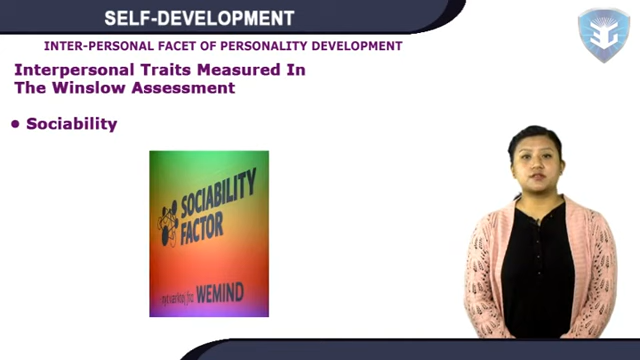 SELF-DEVELOPMENT
INTER-PERSONAL FACET OF PERSONALITY DEVELOPMENT
Interpersonal Traits Measured In
The Winslow Assessment
• Sociability
SOCIABILITY
FACTOR
WEMIND